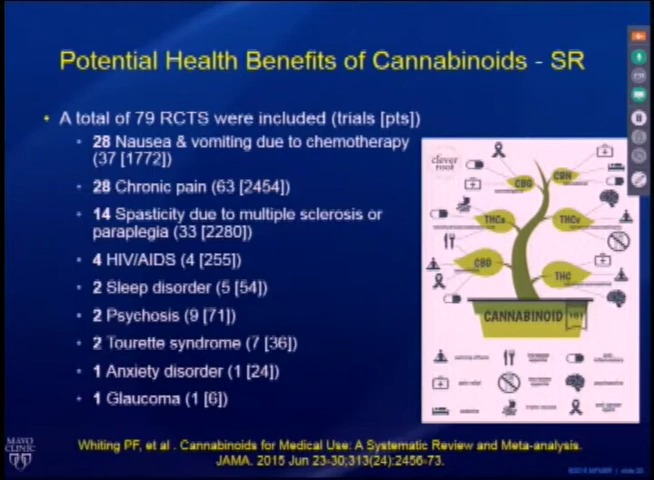 Potential Health Benefits of Cannabinoids - SR
• A total of 79 RCTS were included (trials [pts])
• 28 Nausea & vomiting due to chemotherapy
(37 [1772])
• 28 Chronic pain (63 [2454])
• 14 Spasticity due to multiple sclerosis or
paraplegia (33 [2280])
• 4 HIV/AIDS (4 [255])
• 2 Sleep disorder (5 [54])
• 2 Psychosis (9 [71])
• 2 Tourette syndrome (7 [36])
• 1 Anxiety disorder (1 [24])
• 1 Glaucoma (1 [6])
clever
root
CBG
CBN
THCa
THCv
CBD
THC
CANNABINOID 101
MAYO
CLINIC
Whiting PF, et al . Cannabinoids for Medical Use: A Systematic Review and Meta-analysis.
JAMA. 2015 Jun 23-30;313(24):2456-73.